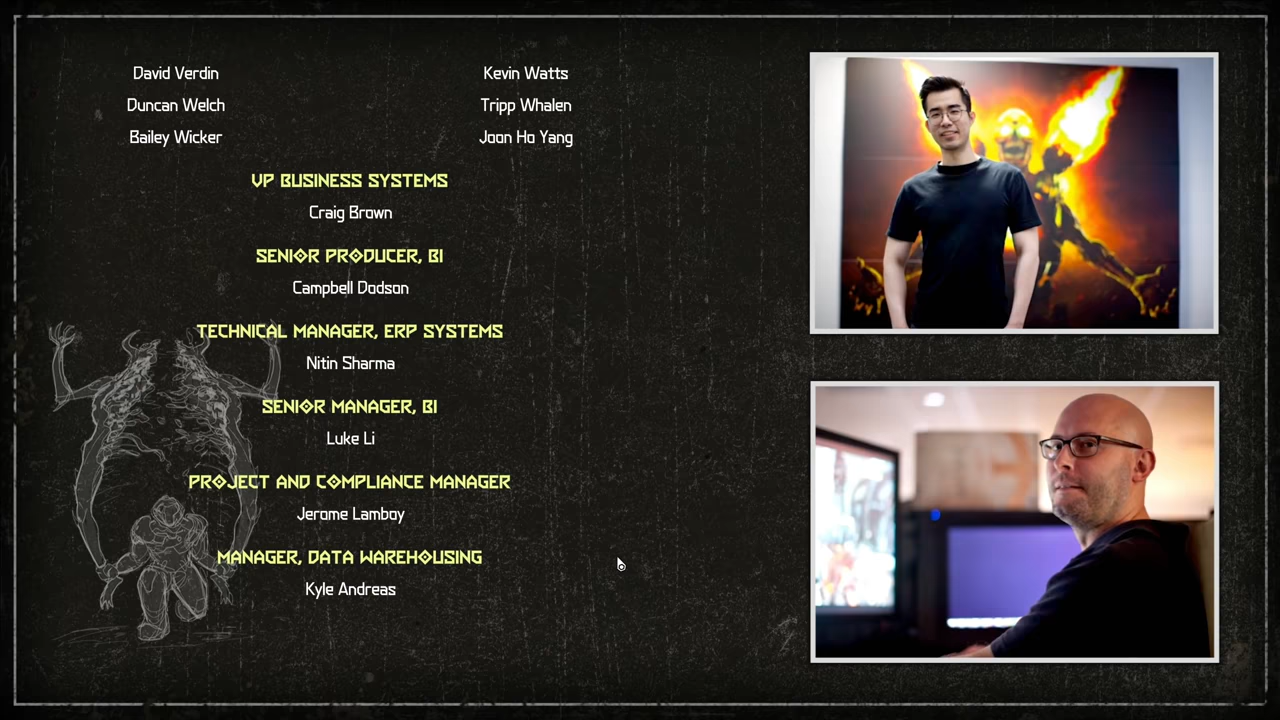 David Verdin
Kevin Watts
Duncan Welch
Tripp Whalen
Bailey Wicker
Joon Ho Yang
VP BUSINESS SYSTEMS
Craig Brown
SENIOR PRODUCER, BI
Campbell Dodson
TECHNICAL MANAGER, ERP SYSTEMS
Nitin Sharma
SENIOR MANAGER, BI
Luke Li
PROJECT AND COMPLIANCE MANAGER
Jerome Lamboy
MANAGER, DATA WAREHOUSING
Kyle Andreas